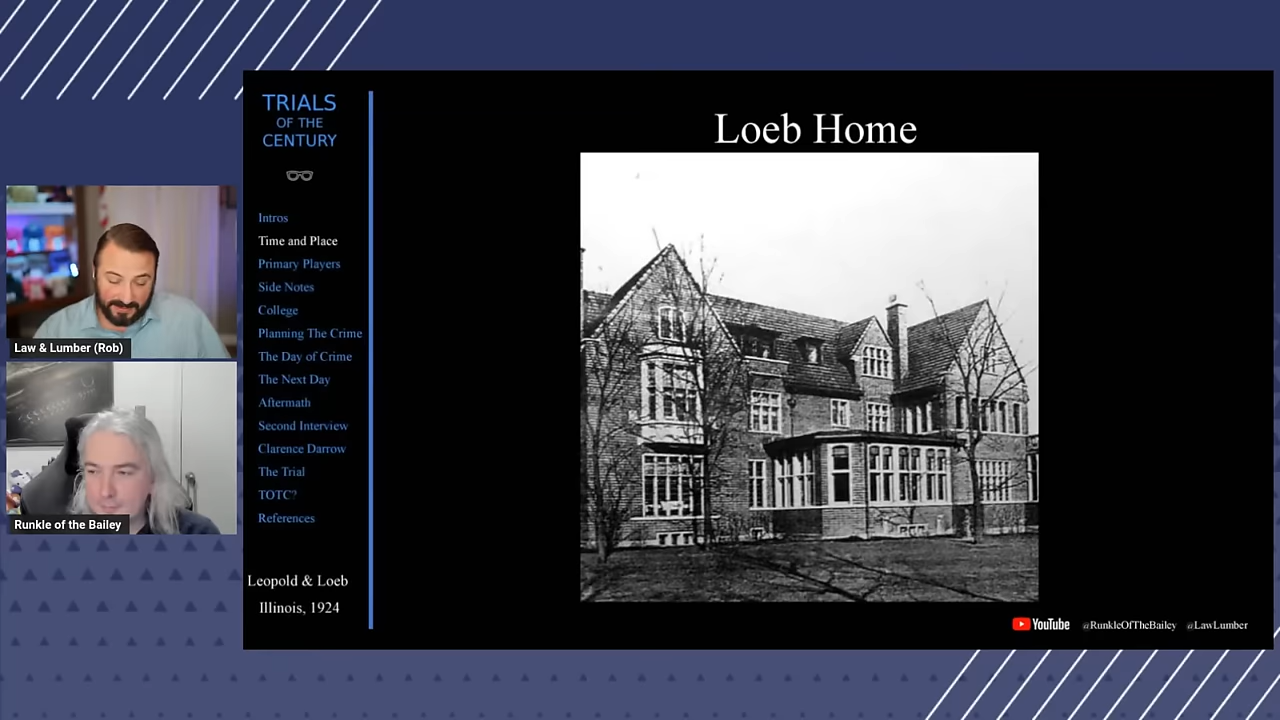 TRIALS
OF THE
CENTURY
Intros
Time and Place
Primary Players
Side Notes
College
Planning The Crime
The Day of Crime
The Next Day
Aftermath
Second Interview
Clarence Darrow
The Trial
TOTC?
References
Leopold & Loeb
Illinois, 1924
Loeb Home
Law & Lumber (Rob)
Runkle of the Bailey
YouTube @RunkleOfTheBailey @LawLumber